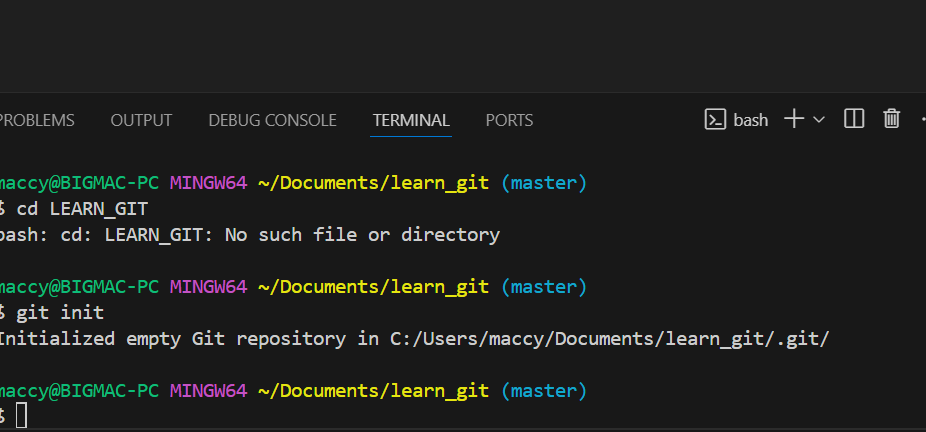 PROBLEMS OUTPUT DEBUG CONSOLE TERMINAL PORTS bash
maccy@BIGMAC-PC MINGW64 ~/Documents/learn_git (master)
$ cd LEARN_GIT
bash: cd: LEARN_GIT: No such file or directory
maccy@BIGMAC-PC MINGW64 ~/Documents/learn_git (master)
$ git init
Initialized empty Git repository in C:/Users/maccy/Documents/learn_git/.git/
maccy@BIGMAC-PC MINGW64 ~/Documents/learn_git (master)
$